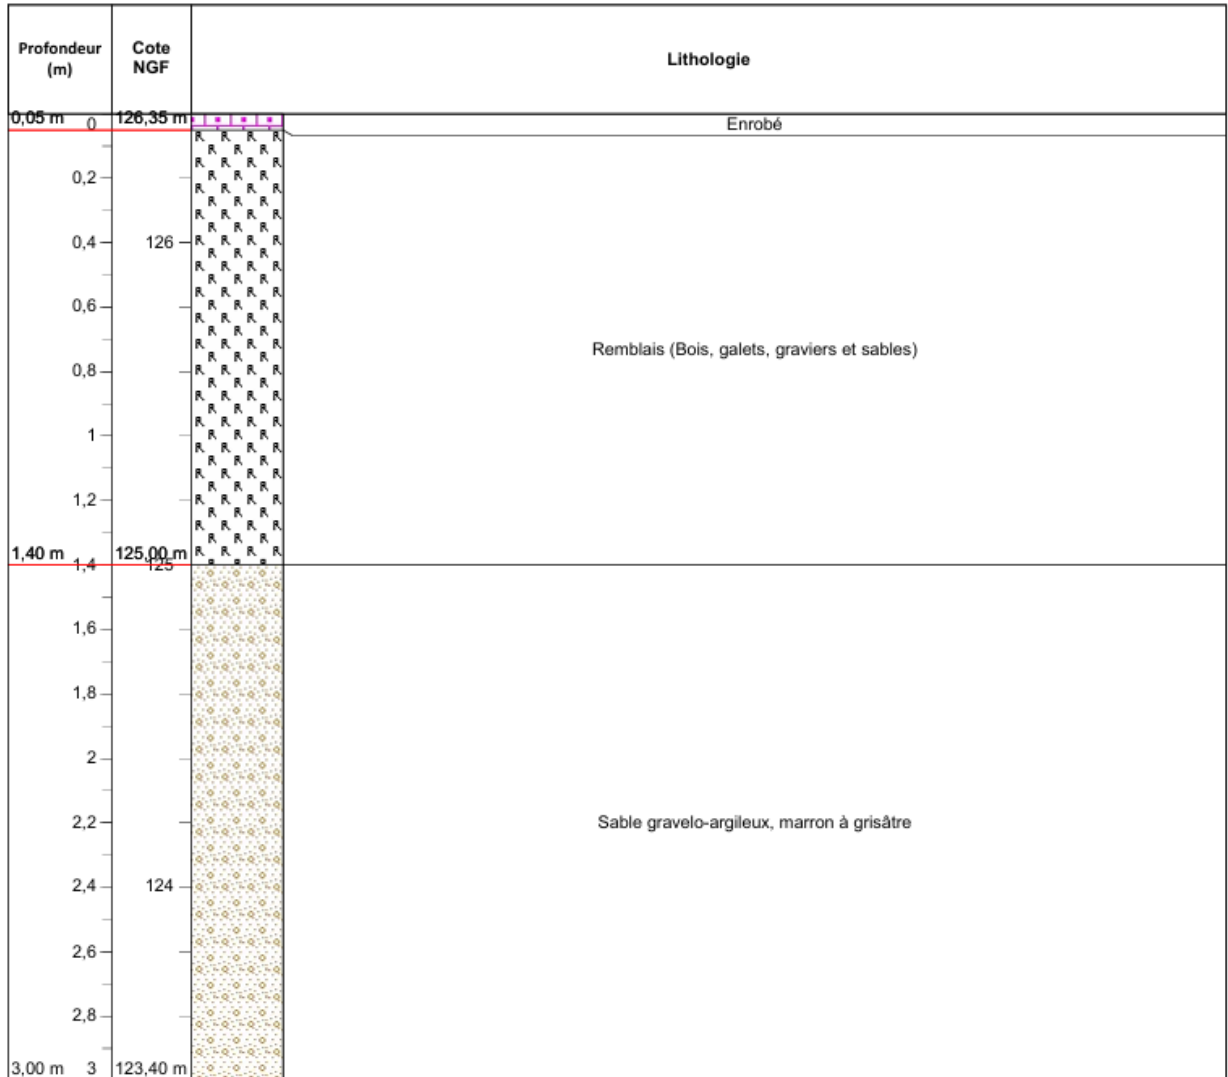 Profondeur
(m)
Cote
NGF
Lithologie
0,05 m
0
126,35 m
Enrobé
0,2
0,4
126
0,6
Remblais (Bois, galets, graviers et sables)
0,8
1
1,2
1,40 m
1,4
125,00 m
125
1,6
1,8
2
2,2
Sable gravelo-argileux, marron à grisâtre
2,4
124
2,6
2,8
3,00 m
3
123,40 m